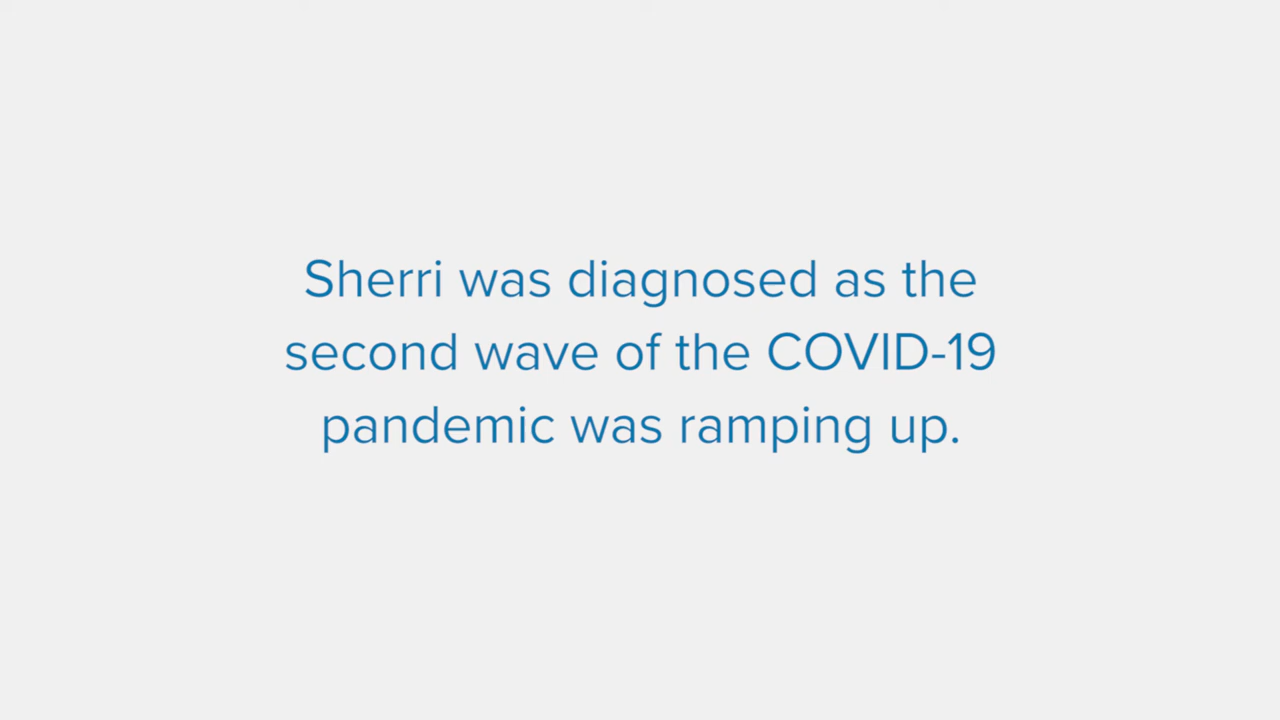 Sherri was diagnosed as the
second wave of the COVID-19
pandemic was ramping up.